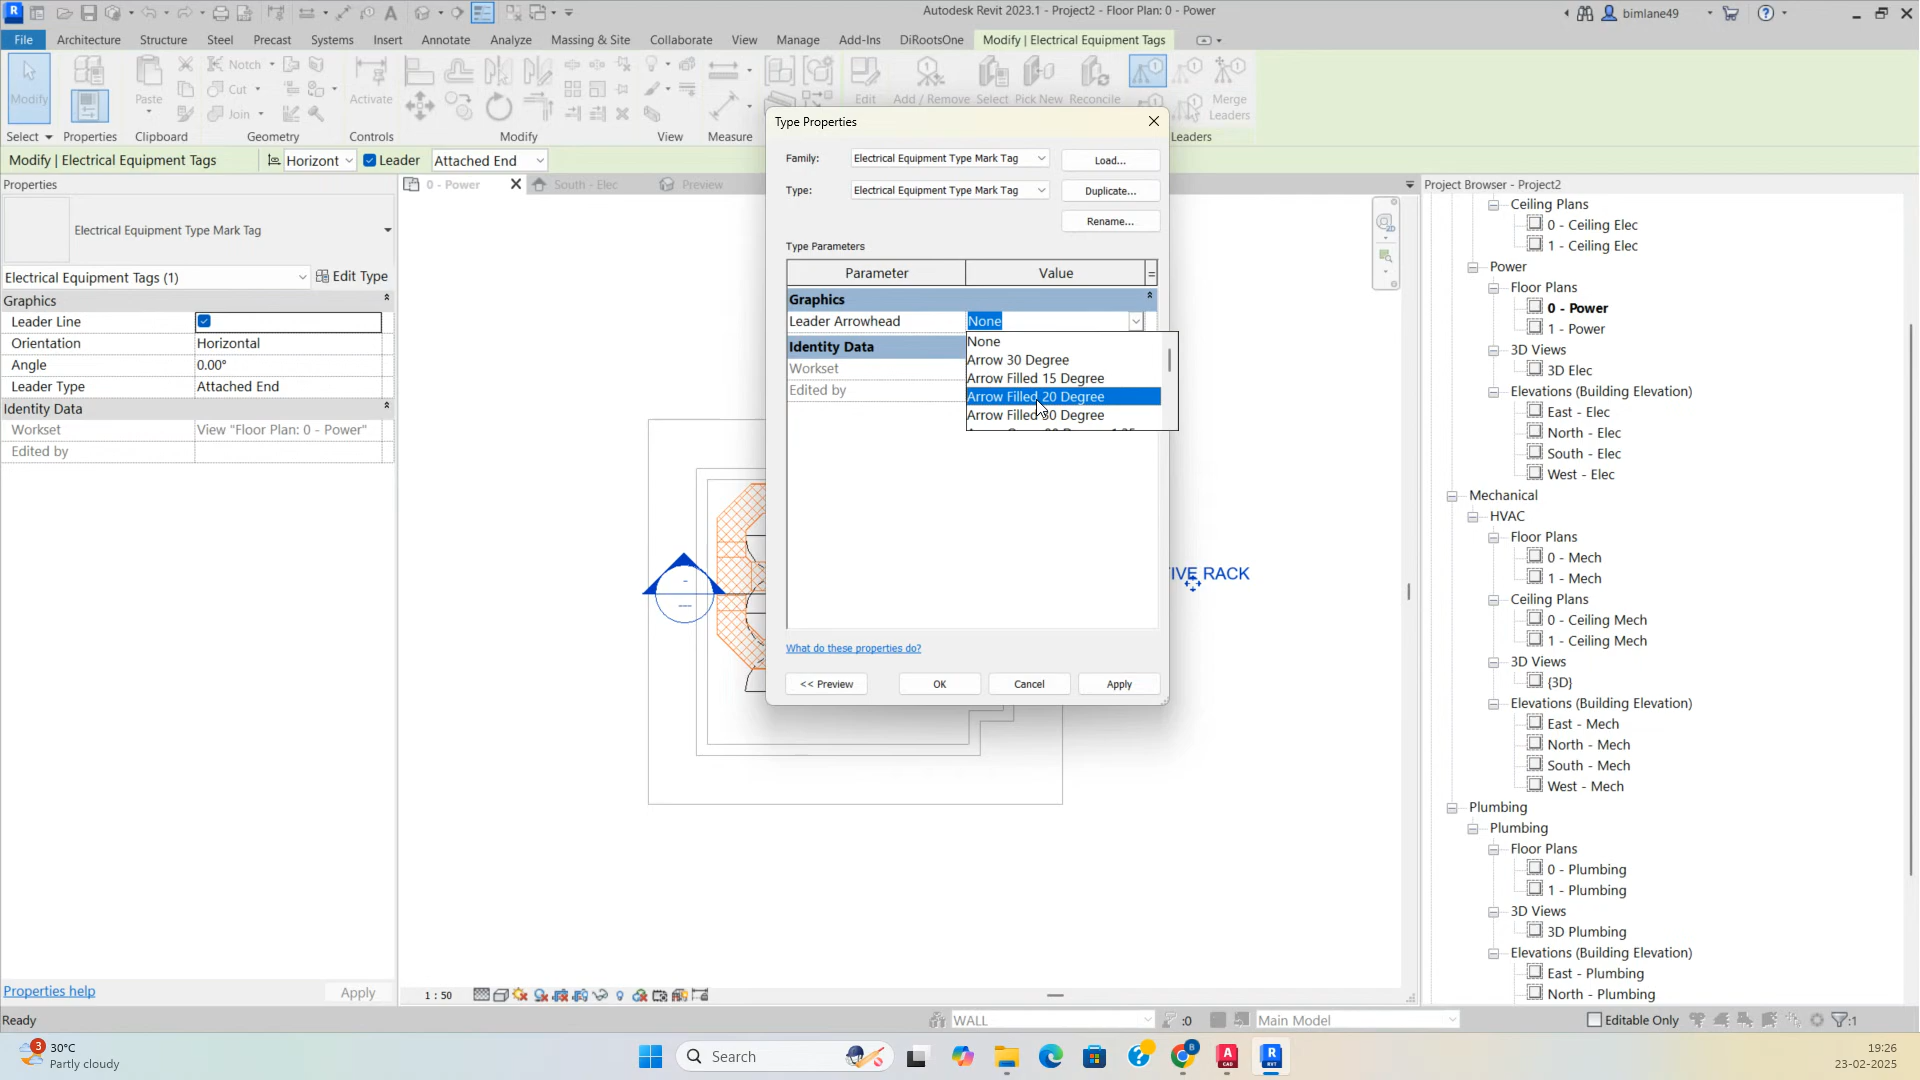 Autodesk Revit 2023.1 - Project2 - Floor Plan: 0 - Power
bimlane49
File Architecture Structure Steel Precast Systems Insert Annotate Analyze Massing & Site Collaborate View Manage Add-Ins DiRootsOne Modify | Electrical Equipment Tags
Modify
Paste
Notch
Cut
Join
Activate
Edit
Add / Remove
Select
Pick New
Reconcile
Merge Leaders
Select Properties Clipboard Geometry Controls Modify View Measure Leaders
Modify | Electrical Equipment Tags Horizont Leader Attached End
Properties
Electrical Equipment Type Mark Tag
Electrical Equipment Tags (1) Edit Type
Graphics
Leader Line
Orientation Horizontal
Angle 0.00°
Leader Type Attached End
Identity Data
Workset View "Floor Plan: 0 - Power"
Edited by
Properties help Apply
0 - Power South - Elec Preview
Type Properties
Family: Electrical Equipment Type Mark Tag Load...
Type: Electrical Equipment Type Mark Tag Duplicate...
Rename...
Type Parameters
Parameter Value =
Graphics
Leader Arrowhead None
Identity Data
Workset
Edited by
None
Arrow 30 Degree
Arrow Filled 15 Degree
Arrow Filled 20 Degree
Arrow Filled 30 Degree
What do these properties do?
<< Preview OK Cancel Apply
IVE RACK
Project Browser - Project2
Ceiling Plans
0 - Ceiling Elec
1 - Ceiling Elec
Power
Floor Plans
0 - Power
1 - Power
3D Views
3D Elec
Elevations (Building Elevation)
East - Elec
North - Elec
South - Elec
West - Elec
Mechanical
HVAC
Floor Plans
0 - Mech
1 - Mech
Ceiling Plans
0 - Ceiling Mech
1 - Ceiling Mech
3D Views
{3D}
Elevations (Building Elevation)
East - Mech
North - Mech
South - Mech
West - Mech
Plumbing
Plumbing
Floor Plans
0 - Plumbing
1 - Plumbing
3D Views
3D Plumbing
Elevations (Building Elevation)
East - Plumbing
North - Plumbing
1 : 50
Ready WALL :0 Main Model Editable Only :1
3 30°C
Partly cloudy
Search
19:26
23-02-2025